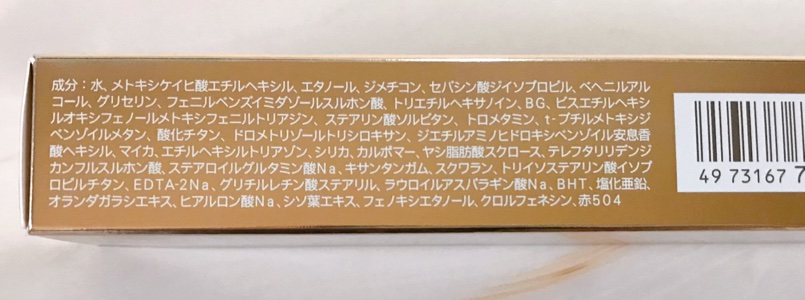 成分：水、メトキシケイヒ酸エチルヘキシル、エタノール、ジメチコン、セバシン酸ジイソプロピル、ベヘニルアル
コール、グリセリン、フェニルベンズイミダゾールスルホン酸、トリエチルヘキサノイン、BG、ビスエチルヘキシ
ルオキシフェノールメトキシフェニルトリアジン、ステアリン酸ソルビタン、トロメタミン、t-ブチルメトキシジ
ベンゾイルメタン、酸化チタン、ドロメトリゾールトリシロキサン、ジエチルアミノヒドロキシベンゾイル安息香
酸ヘキシル、マイカ、エチルヘキシルトリアゾン、シリカ、カルボマー、ヤシ脂肪酸スクロース、テレフタリリデンジ
カンフルスルホン酸、ステアロイルグルタミン酸Na、キサンタンガム、スクワラン、トリイソステアリン酸イソプ
ロピルチタン、EDTA-2Na、グリチルレチン酸ステアリル、ラウロイルアスパラギン酸Na、BHT、塩化亜鉛、
オランダガラシエキス、ヒアルロン酸Na、シソ葉エキス、フェノキシエタノール、クロルフェネシン、赤504
49 73167 7